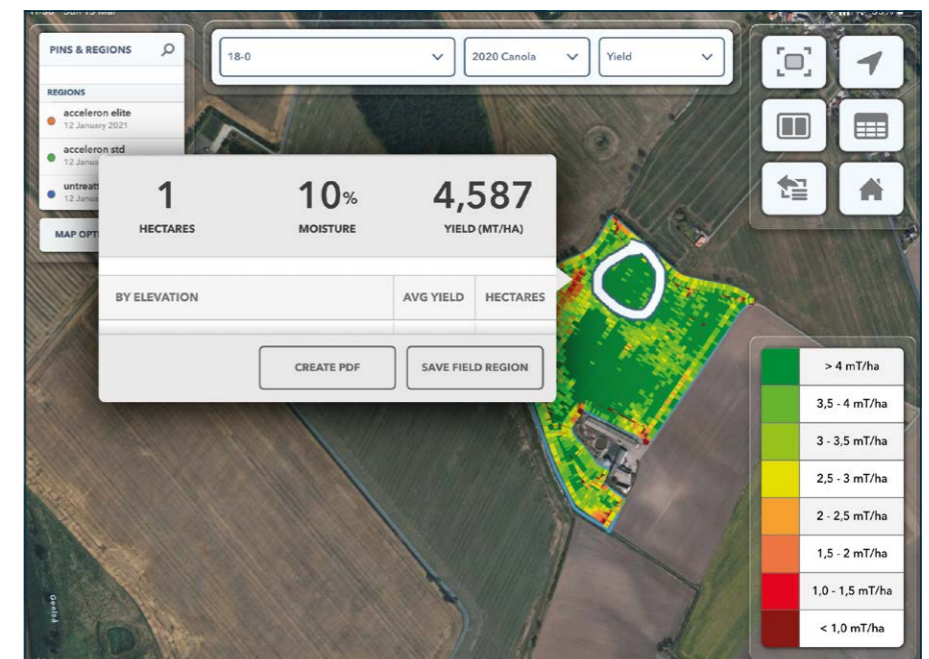 PINS & REGIONS
REGIONS
acceleron elite
12 January 2021
acceleron std
12 Janua
untreat
12 Janua
MAP OPT
18-0
2020 Canola
Yield
1
HECTARES
10%
MOISTURE
4,587
YIELD (MT/HA)
BY ELEVATION
AVG YIELD
HECTARES
CREATE PDF
SAVE FIELD REGION
> 4 mT/ha
3,5 - 4 mT/ha
3 - 3,5 mT/ha
2,5 - 3 mT/ha
2 - 2,5 mT/ha
1,5 - 2 mT/ha
1,0 - 1,5 mT/ha
< 1,0 mT/ha